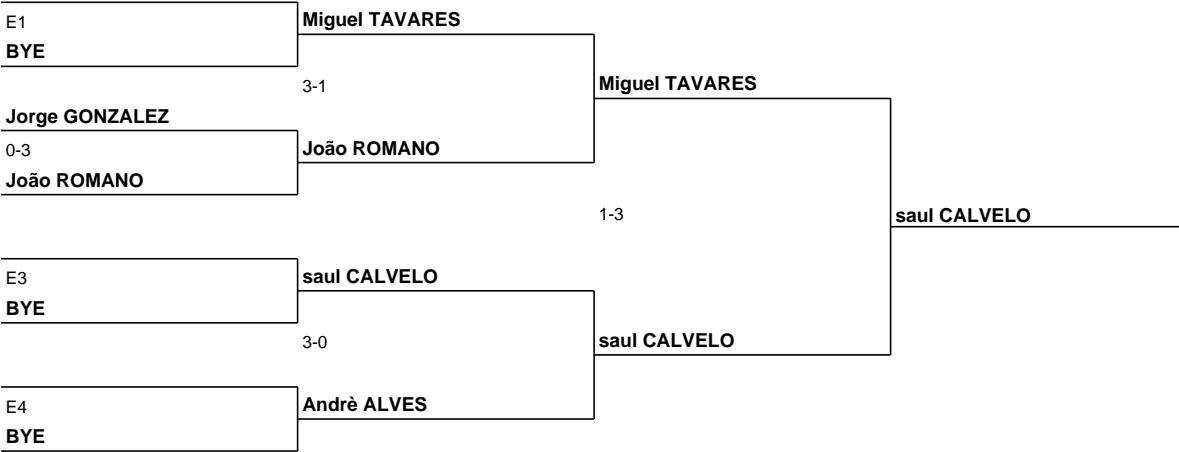 E1
BYE
Miguel TAVARES
3-1
Miguel TAVARES
Jorge GONZALEZ
0-3
João ROMANO
João ROMANO
1-3
saul CALVELO
E3
BYE
saul CALVELO
3-0
saul CALVELO
E4
BYE
Andrè ALVES